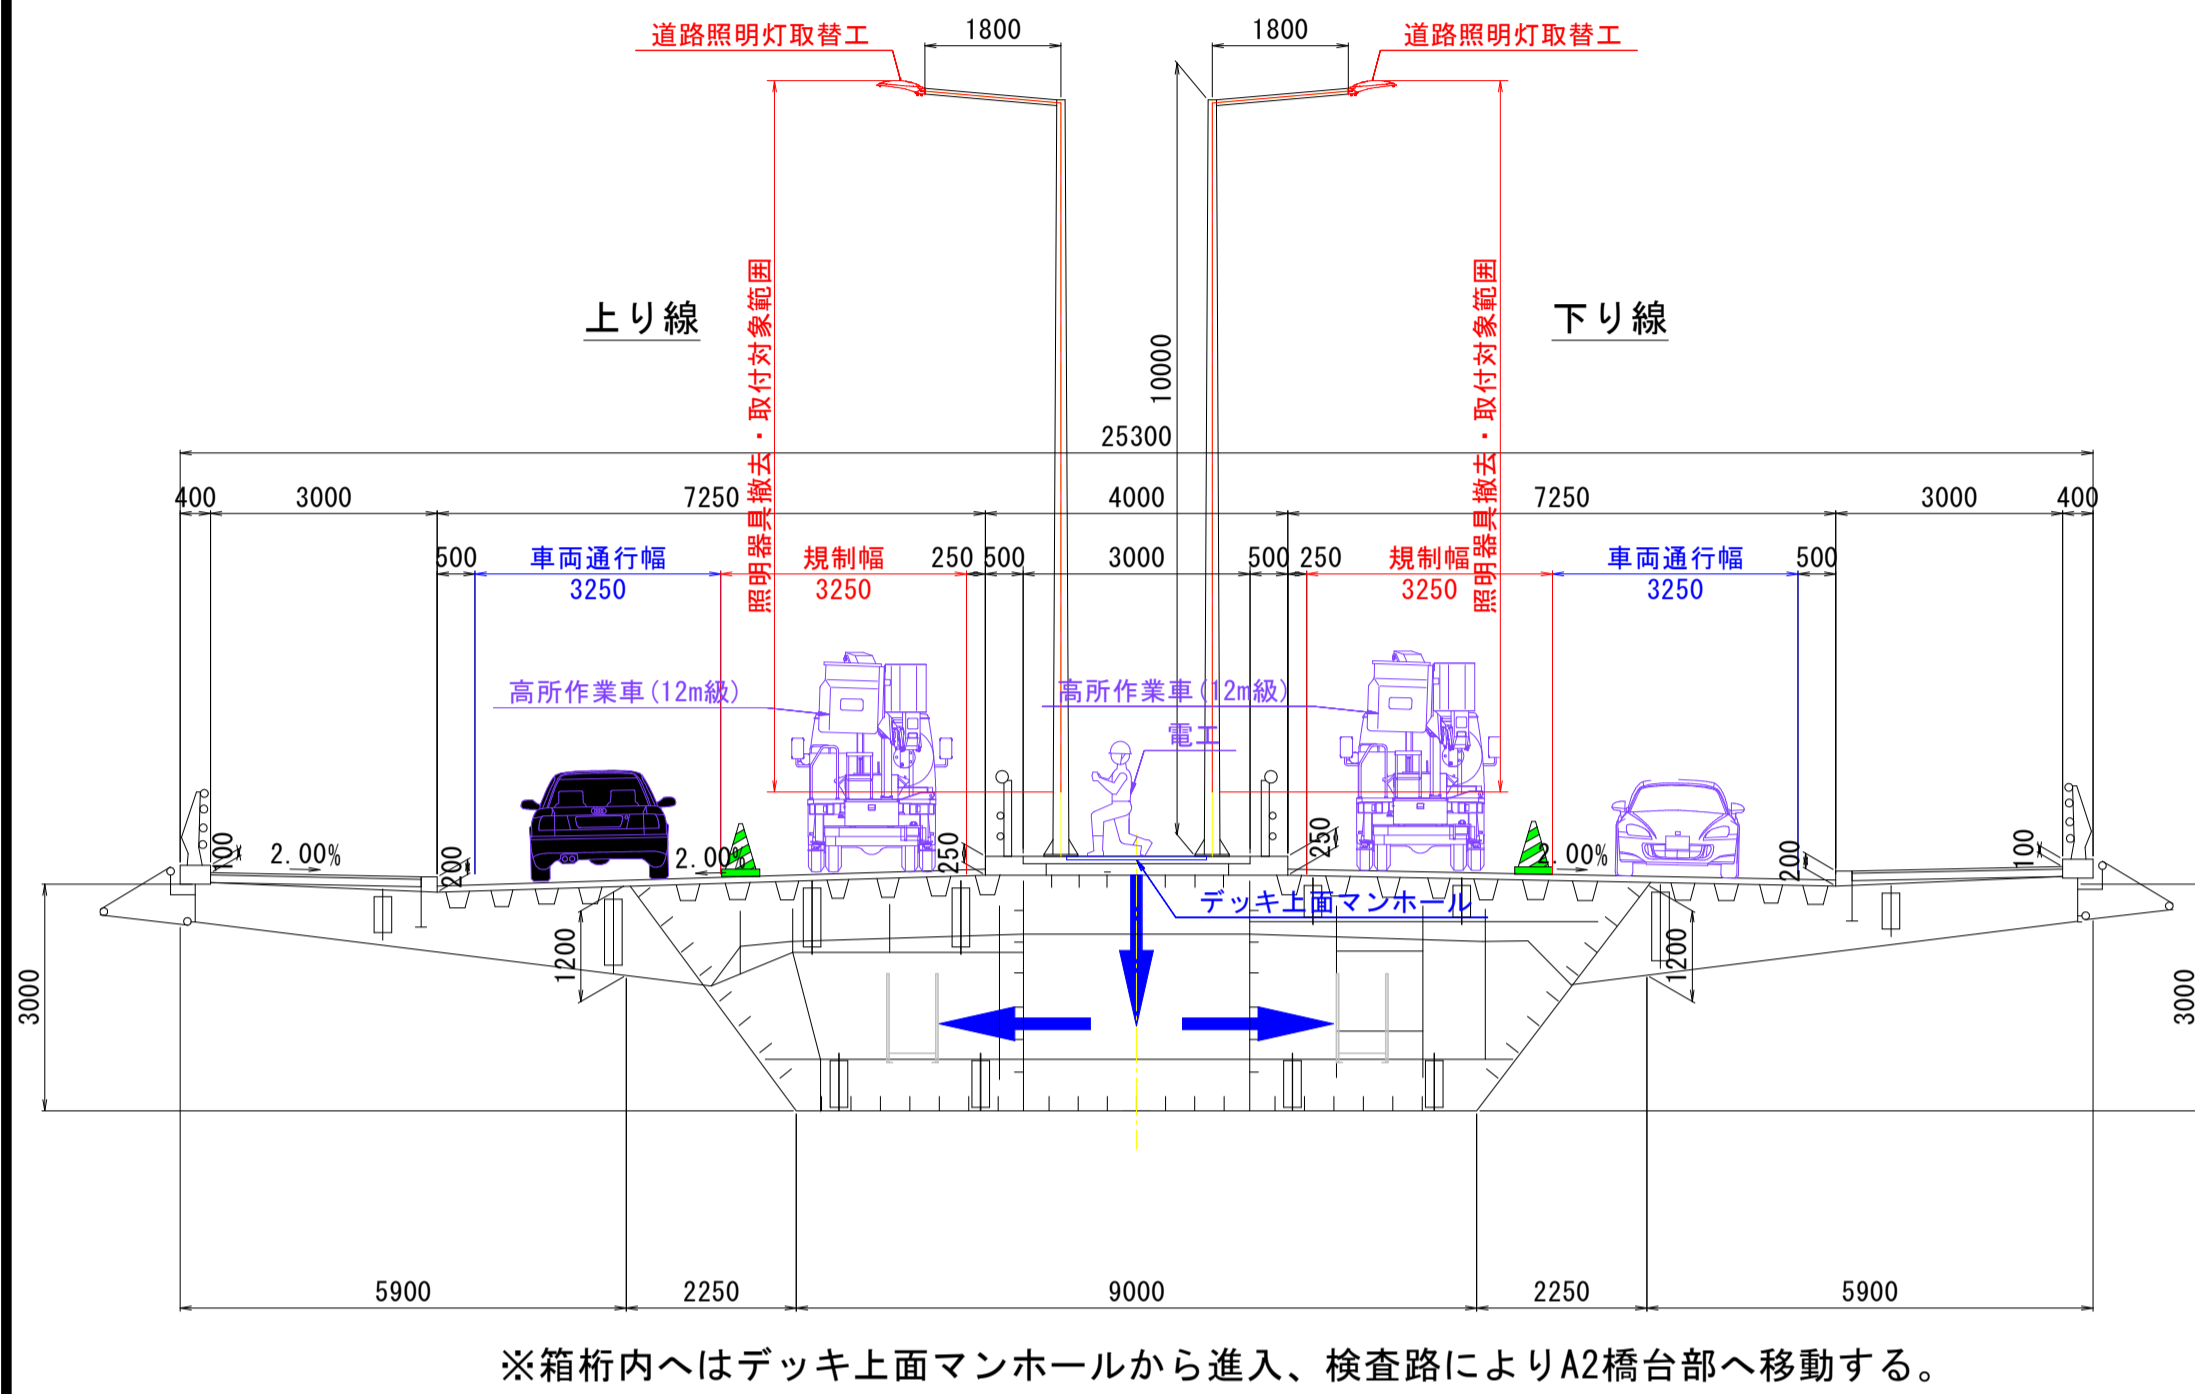 道路照明灯取替工
1800
1800
道路照明灯取替工
上り線
下り線
照明器具撤去・取付対象範囲
照明器具撤去・取付対象範囲
10000
25300
400
3000
7250
4000
7250
3000
400
500
車両通行幅
3250
規制幅
3250
250
500
3000
500
250
規制幅
3250
車両通行幅
3250
500
高所作業車(12m級)
高所作業車(12m級)
電工
100
2.00%
200
2.00%
250
250
2.00%
200
100
デッキ上面マンホール
3000
1200
1200
3000
5900
2250
9000
2250
5900
※箱桁内へはデッキ上面マンホールから進入、検査路によりA2橋台部へ移動する。